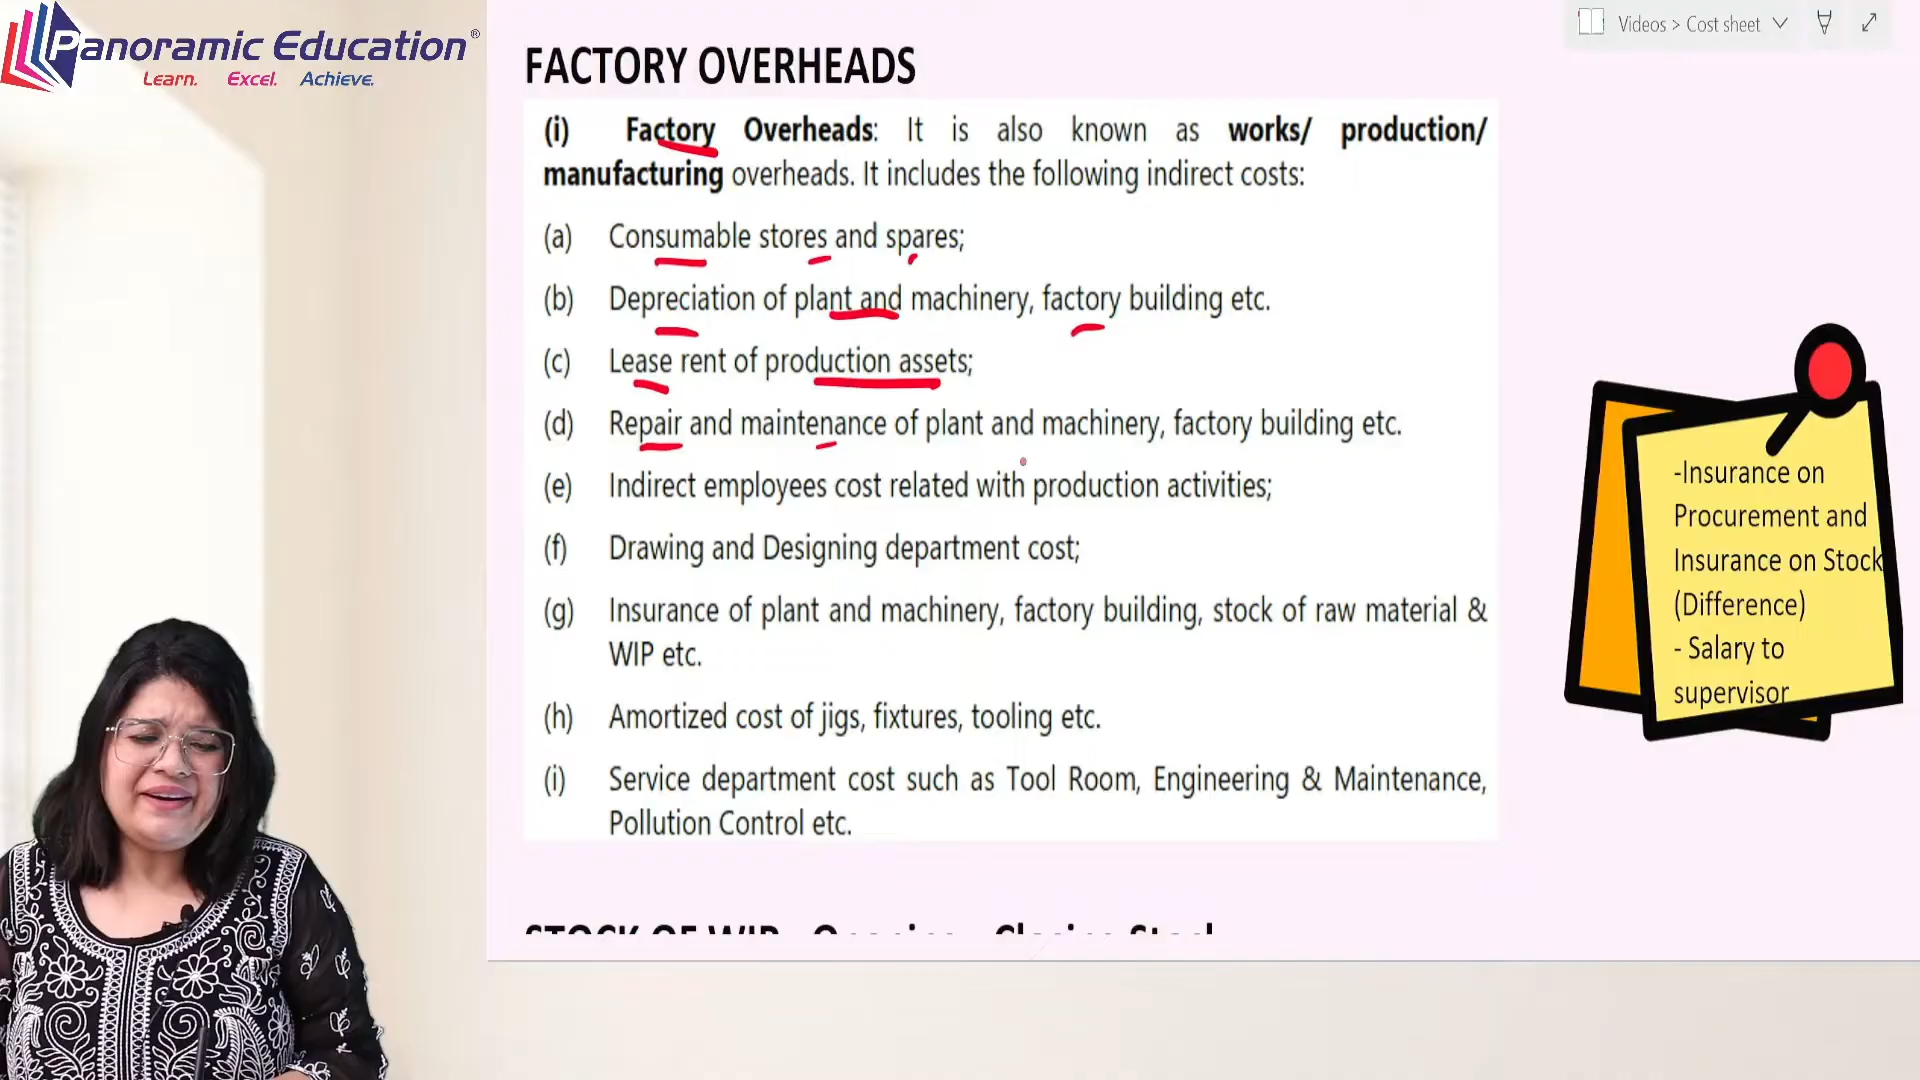 Panoramic Education®
Learn. Excel. Achieve.
Videos > Cost sheet
FACTORY OVERHEADS
(i) Factory Overheads: It is also known as works/ production/
manufacturing overheads. It includes the following indirect costs:
(a) Consumable stores and spares;
(b) Depreciation of plant and machinery, factory building etc.
(c) Lease rent of production assets;
(d) Repair and maintenance of plant and machinery, factory building etc.
(e) Indirect employees cost related with production activities;
(f) Drawing and Designing department cost;
(g) Insurance of plant and machinery, factory building, stock of raw material &
WIP etc.
(h) Amortized cost of jigs, fixtures, tooling etc.
(i) Service department cost such as Tool Room, Engineering & Maintenance,
Pollution Control etc.
-Insurance on
Procurement and
Insurance on Stock
(Difference)
- Salary to
supervisor